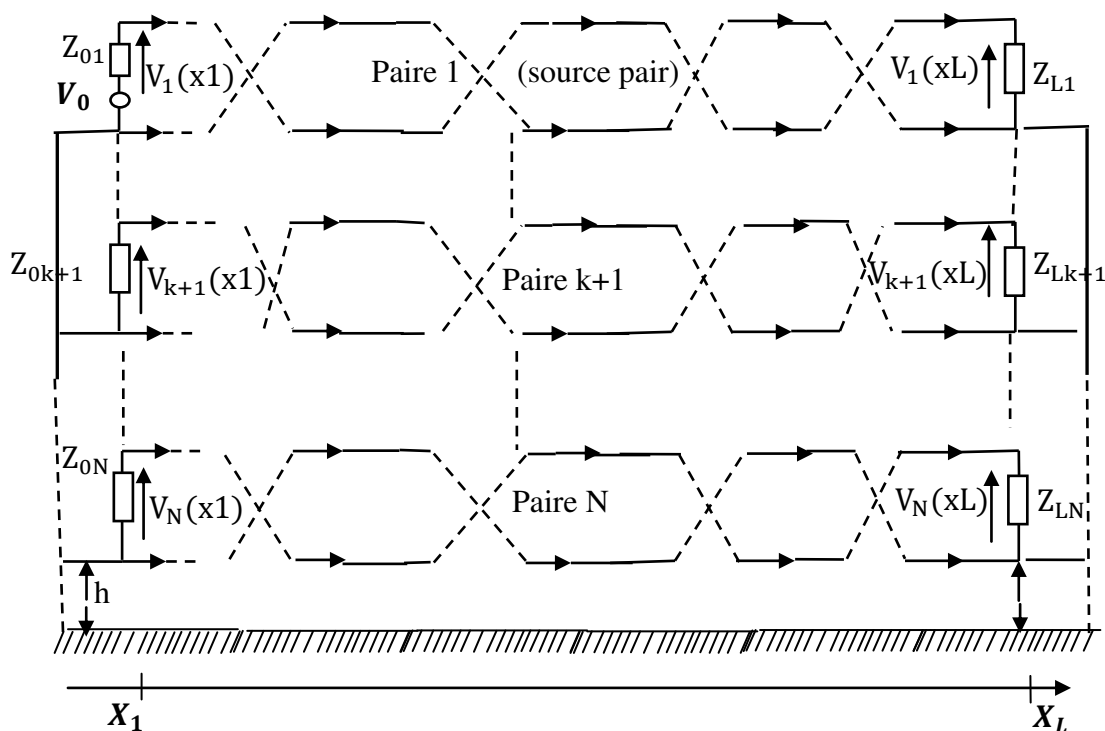 Z01
V1(x1)
V0
Paire 1
(source pair)
V1(xL)
ZL1
Z0k+1
Vk+1(x1)
Paire k+1
Vk+1(xL)
ZLk+1
Z0N
VN(x1)
Paire N
VN(xL)
ZLN
h
X1
XL